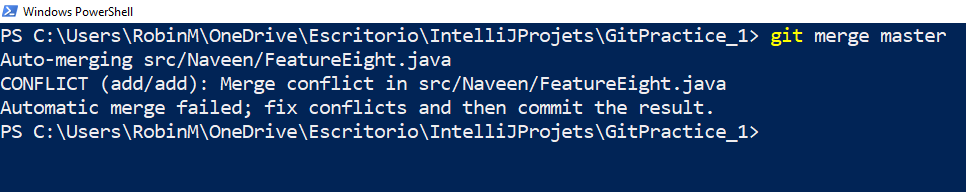 Windows PowerShell
PS C:\Users\RobinM\OneDrive\Escritorio\IntelliJProjets\GitPractice_1> git merge master
Auto-merging src/Naveen/FeatureEight.java
CONFLICT (add/add): Merge conflict in src/Naveen/FeatureEight.java
Automatic merge failed; fix conflicts and then commit the result.
PS C:\Users\RobinM\OneDrive\Escritorio\IntelliJProjets\GitPractice_1>